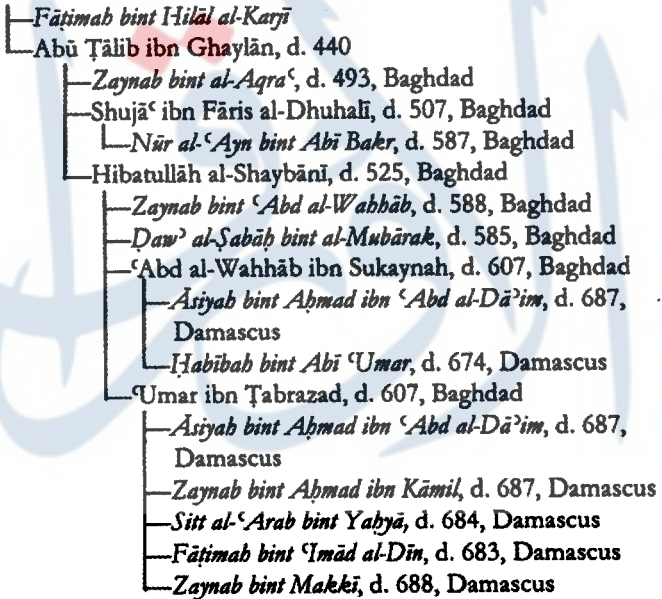 Fāṭimah bint Hilāl al-Karjī
Abū Ṭālib ibn Ghaylān, d. 440
Zaynab bint al-Aqraʿ, d. 493, Baghdad
Shujāʿ ibn Fāris al-Dhuhalī, d. 507, Baghdad
Nūr al-ʿAyn bint Abī Bakr, d. 587, Baghdad
Hibatullāh al-Shaybānī, d. 525, Baghdad
Zaynab bint ʿAbd al-Wahhāb, d. 588, Baghdad
Ḍawʾ al-Ṣabāḥ bint al-Mubārak, d. 585, Baghdad
ʿAbd al-Wahhāb ibn Sukaynah, d. 607, Baghdad
Āsiyah bint Aḥmad ibn ʿAbd al-Dāʾim, d. 687,
Damascus
Ḥabībah bint Abī ʿUmar, d. 674, Damascus
ʿUmar ibn Ṭabrazad, d. 607, Baghdad
Āsiyah bint Aḥmad ibn ʿAbd al-Dāʾim, d. 687,
Damascus
Zaynab bint Aḥmad ibn Kāmil, d. 687, Damascus
Sitt al-ʿArab bint Yaḥyā, d. 684, Damascus
Fāṭimah bint ʿImād al-Dīn, d. 683, Damascus
Zaynab bint Makkī, d. 688, Damascus